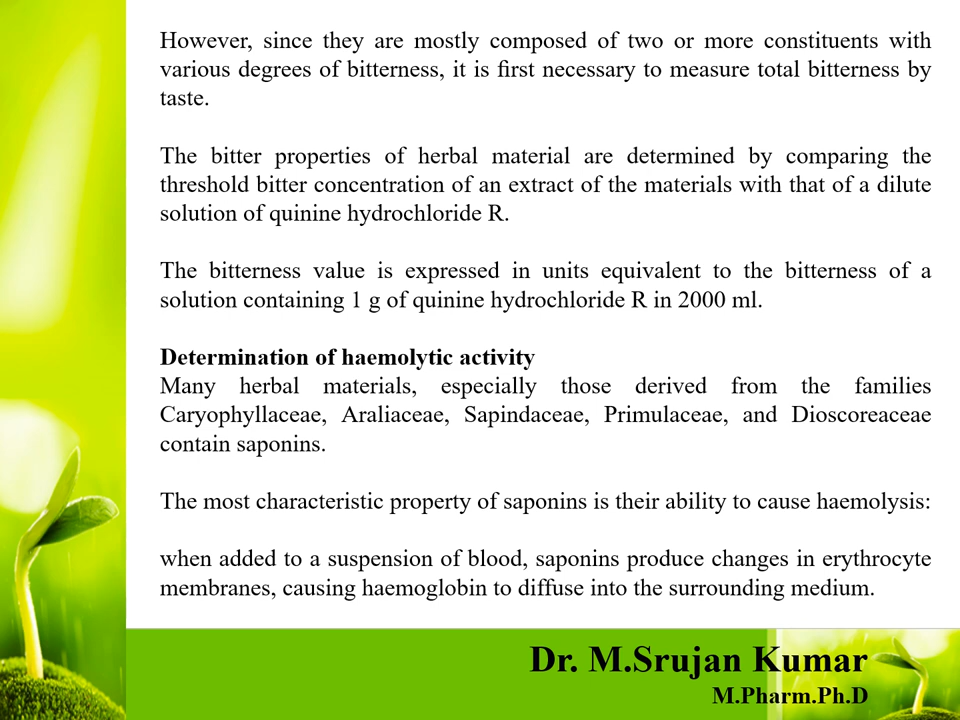 However, since they are mostly composed of two or more constituents with
various degrees of bitterness, it is first necessary to measure total bitterness by
taste.
The bitter properties of herbal material are determined by comparing the
threshold bitter concentration of an extract of the materials with that of a dilute
solution of quinine hydrochloride R.
The bitterness value is expressed in units equivalent to the bitterness of a
solution containing 1 g of quinine hydrochloride R in 2000 ml.
Determination of haemolytic activity
Many herbal materials, especially those derived from the families
Caryophyllaceae, Araliaceae, Sapindaceae, Primulaceae, and Dioscoreaceae
contain saponins.
The most characteristic property of saponins is their ability to cause haemolysis:
when added to a suspension of blood, saponins produce changes in erythrocyte
membranes, causing haemoglobin to diffuse into the surrounding medium.
Dr. M.Srujan Kumar
M.Pharm.Ph.D